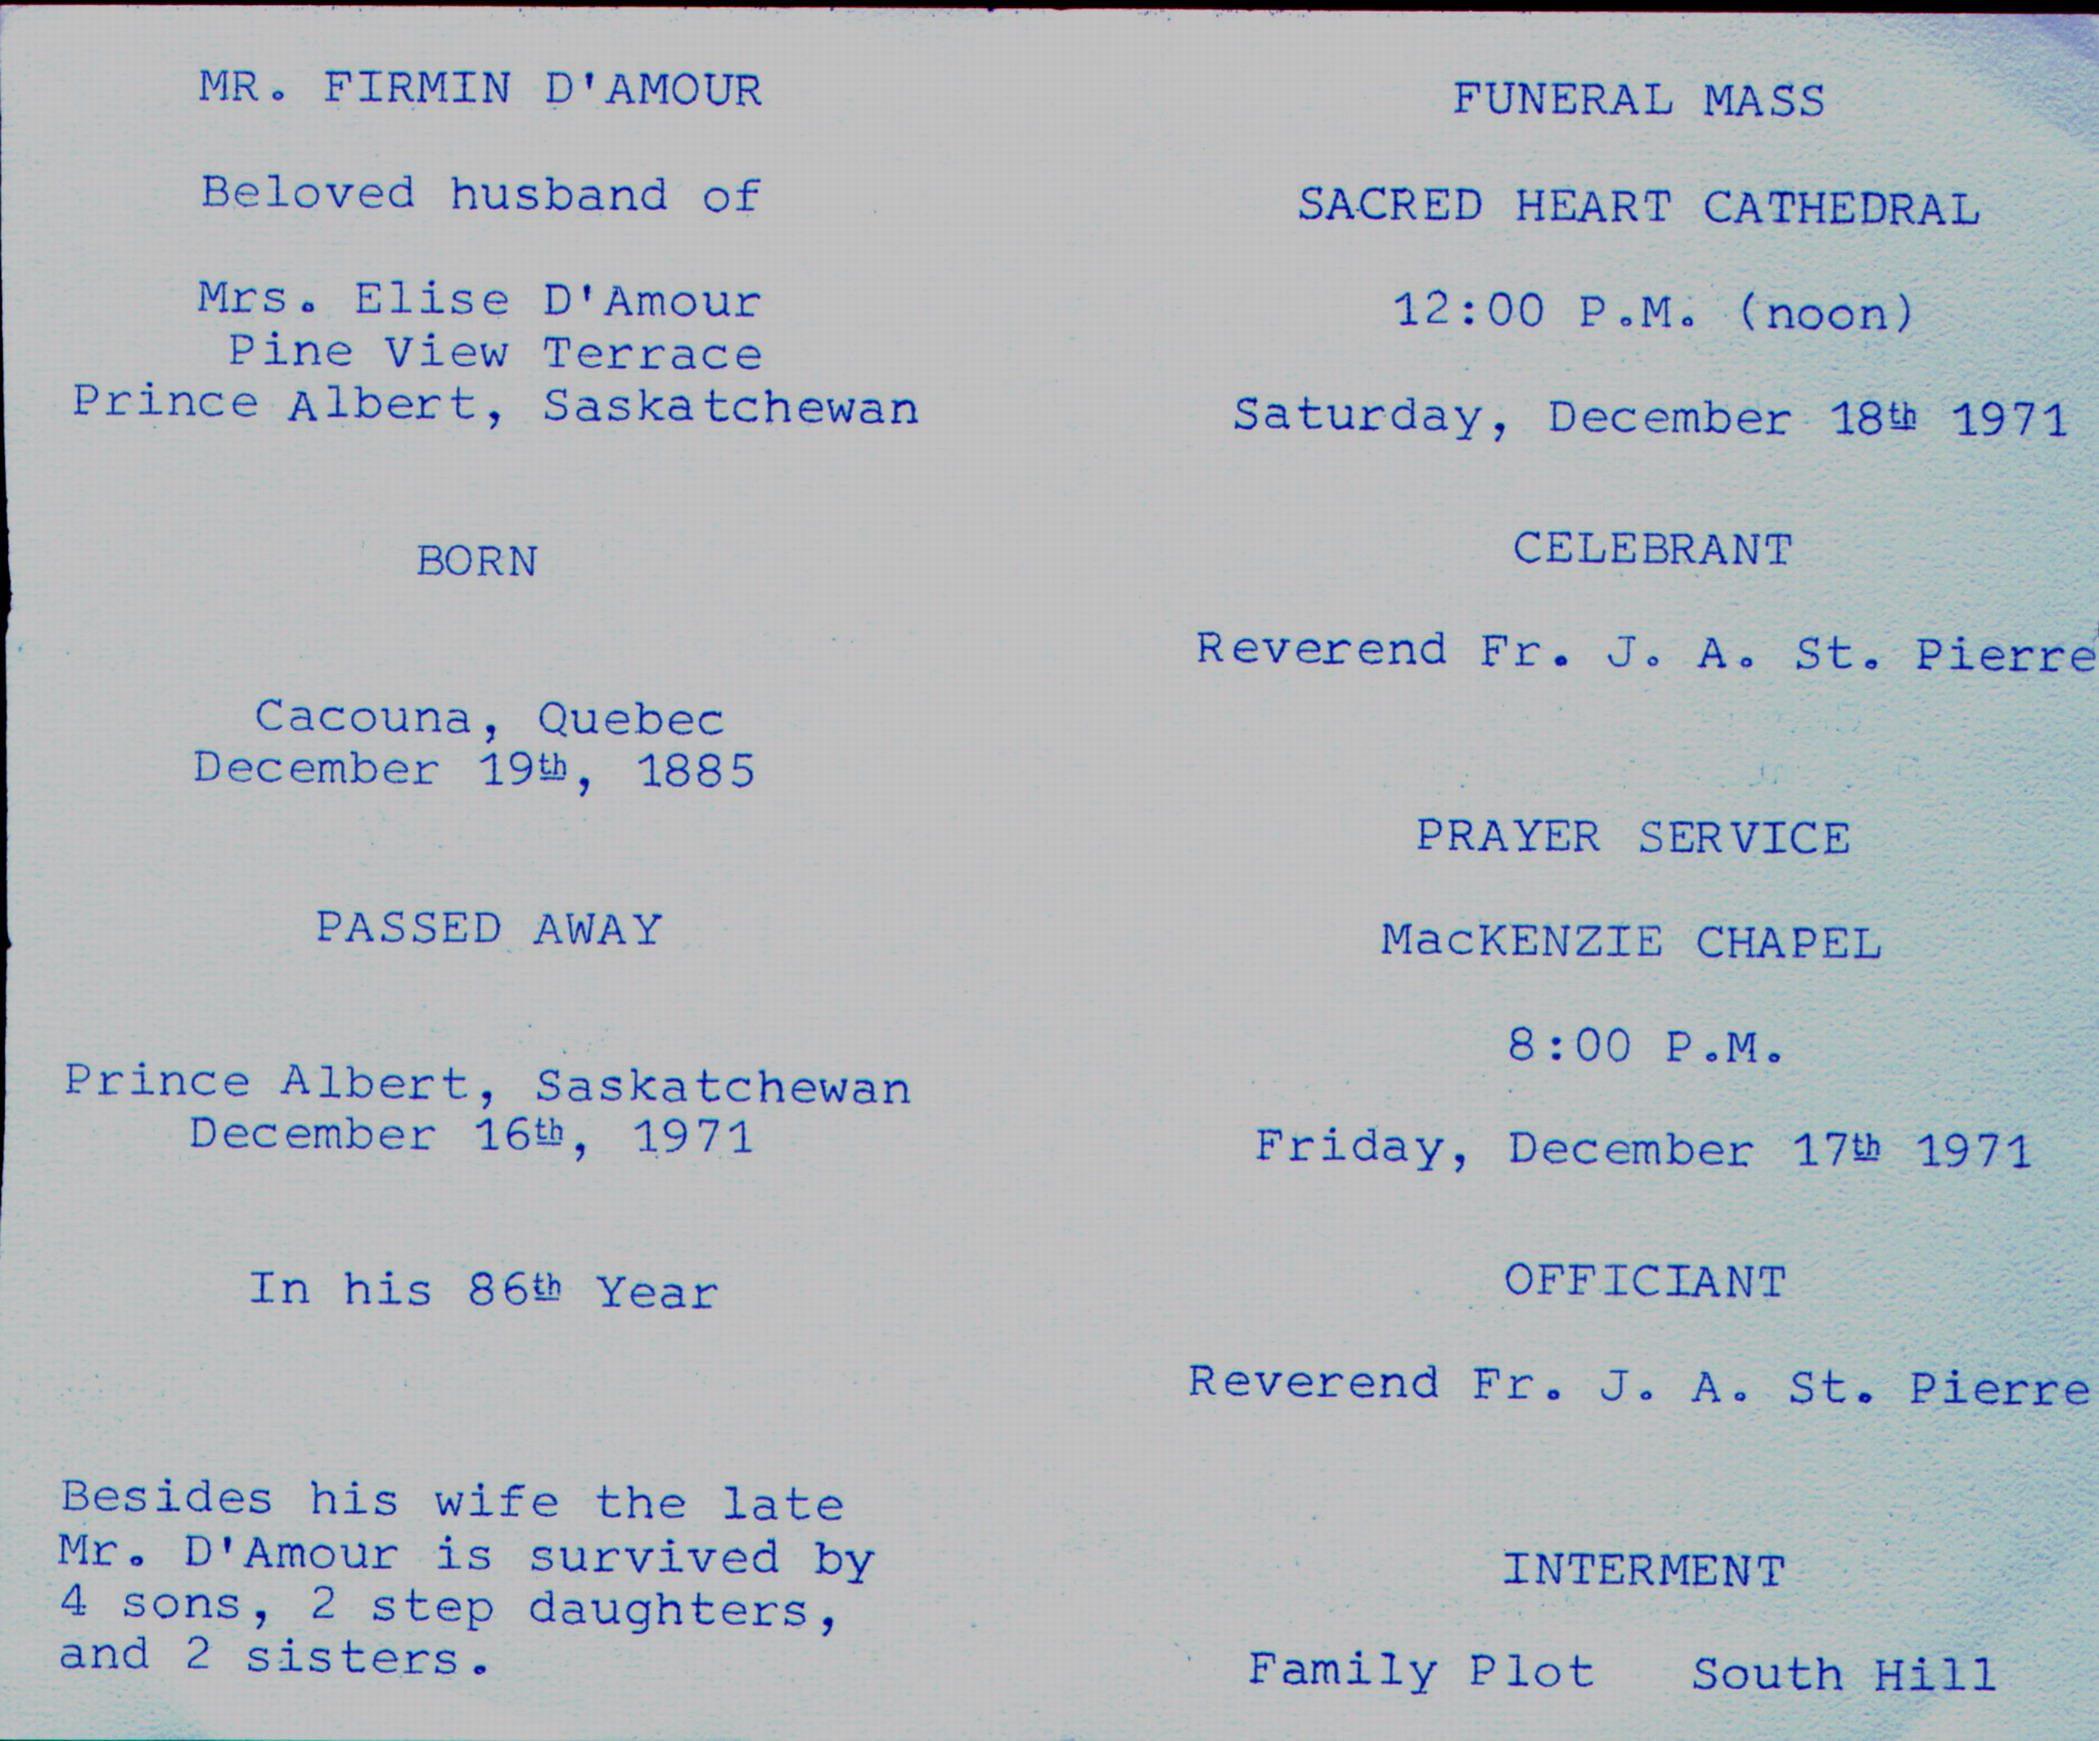 MR. FIRMIN D'AMOUR
Beloved husband of
Mrs. Elise D'Amour
Pine View Terrace
Prince Albert, Saskatchewan
BORN
Cacouna, Quebec
December 19th, 1885
PASSED AWAY
Prince Albert, Saskatchewan
December 16th, 1971
In his 86th Year
Besides his wife the late
Mr. D'Amour is survived by
4 sons, 2 step daughters,
and 2 sisters.
FUNERAL MASS
SACRED HEART CATHEDRAL
12:00 P.M. (noon)
Saturday, December 18th 1971
CELEBRANT
Reverend Fr. J. A. St. Pierre
PRAYER SERVICE
MacKENZIE CHAPEL
8:00 P.M.
Friday, December 17th 1971
OFFICIANT
Reverend Fr. J. A. St. Pierre
INTERMENT
Family Plot   South Hill